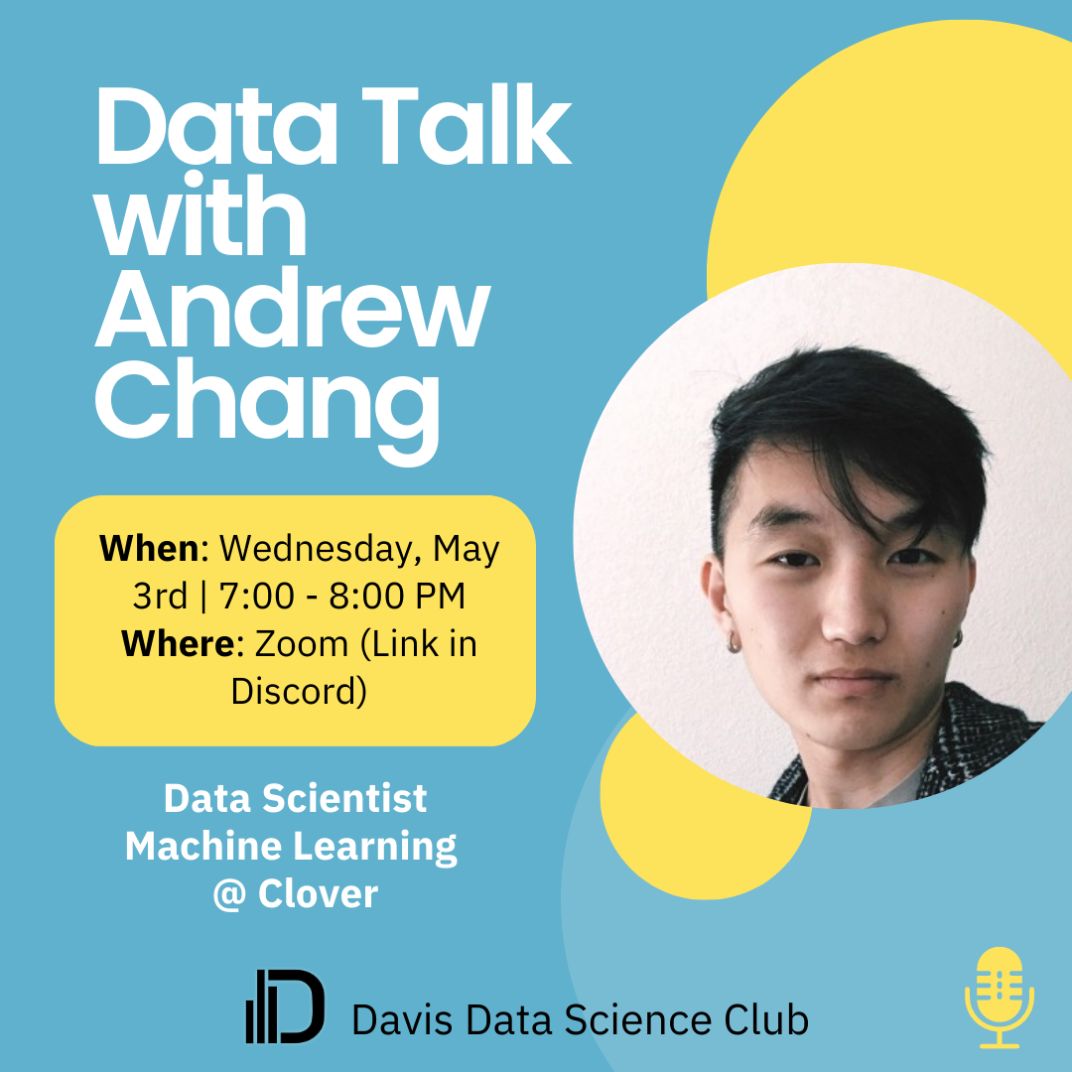 Data Talk
with
Andrew
Chang
When: Wednesday, May
3rd | 7:00 - 8:00 PM
Where: Zoom (Link in
Discord)
Data Scientist
Machine Learning
@ Clover
D Davis Data Science Club